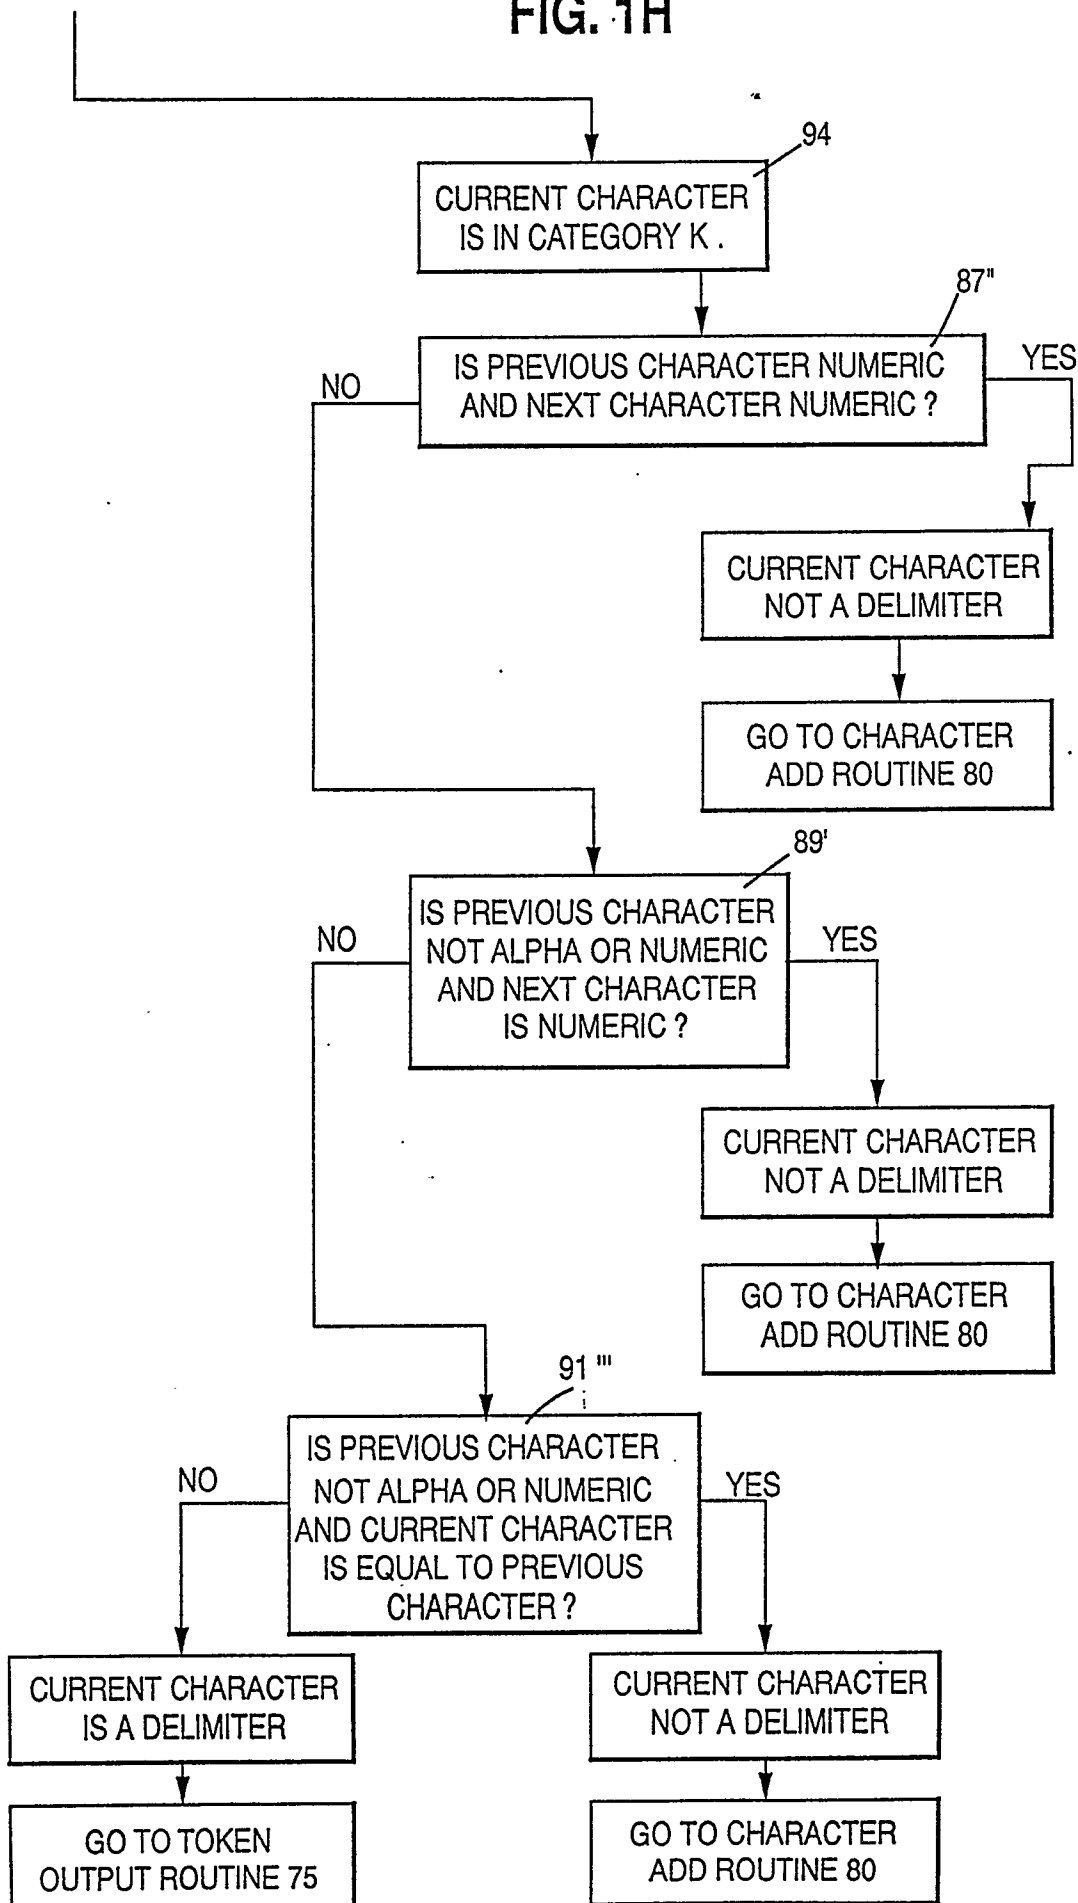 FIG. 1H
94
CURRENT CHARACTER
IS IN CATEGORY K .
87"
IS PREVIOUS CHARACTER NUMERIC
AND NEXT CHARACTER NUMERIC ?
YES
NO
CURRENT CHARACTER
NOT A DELIMITER
GO TO CHARACTER
ADD ROUTINE 80
89'
IS PREVIOUS CHARACTER
NOT ALPHA OR NUMERIC
AND NEXT CHARACTER
IS NUMERIC ?
NO
YES
CURRENT CHARACTER
NOT A DELIMITER
GO TO CHARACTER
ADD ROUTINE 80
91 '''
IS PREVIOUS CHARACTER
NOT ALPHA OR NUMERIC
AND CURRENT CHARACTER
IS EQUAL TO PREVIOUS
CHARACTER ?
NO
YES
CURRENT CHARACTER
IS A DELIMITER
CURRENT CHARACTER
NOT A DELIMITER
GO TO TOKEN
OUTPUT ROUTINE 75
GO TO CHARACTER
ADD ROUTINE 80